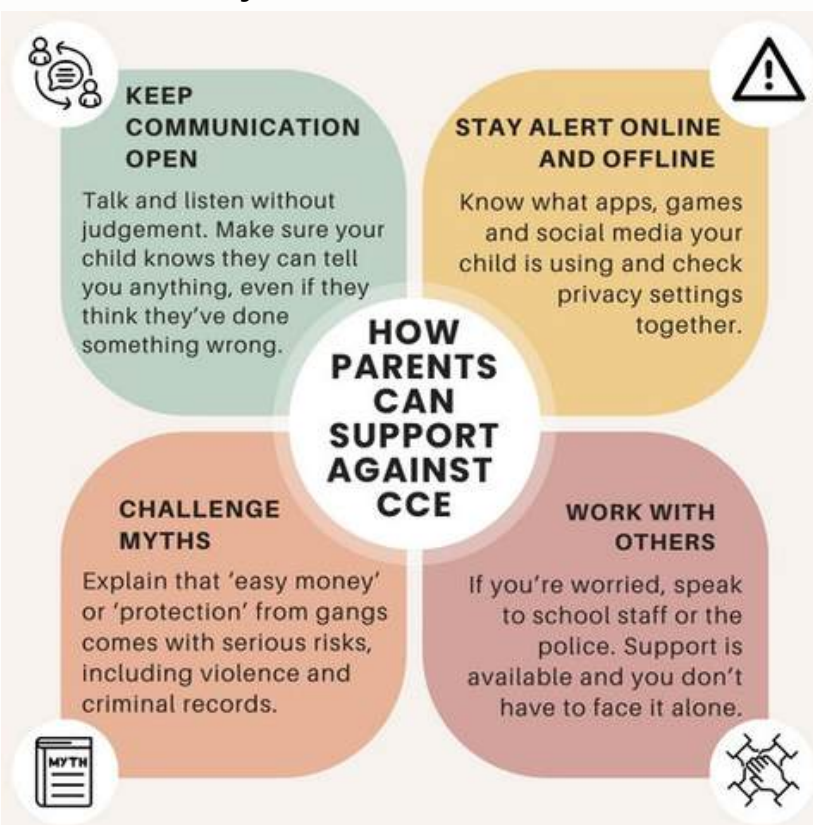 KEEP
COMMUNICATION
OPEN
Talk and listen without
judgement. Make sure your
child knows they can tell
you anything, even if they
think they've done
something wrong.
STAY ALERT ONLINE
AND OFFLINE
Know what apps, games
and social media your
child is using and check
privacy settings
together.
HOW
PARENTS
CAN
SUPPORT
AGAINST
CCE
CHALLENGE
MYTHS
Explain that ‘easy money’
or ‘protection’ from gangs
comes with serious risks,
including violence and
criminal records.
MYTH
WORK WITH
OTHERS
If you're worried, speak
to school staff or the
police. Support is
available and you don't
have to face it alone.